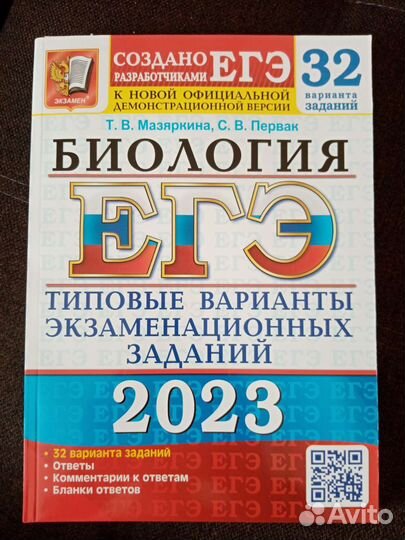 СОЗДАНО
РАЗРАБОТЧИКАМИ
ЕГЭ
32
варианта
заданий
ЭКЗАМЕН
К НОВОЙ ОФИЦИАЛЬНОЙ
ДЕМОНСТРАЦИОННОЙ ВЕРСИИ
Т. В. Мазяркина, С. В. Первак
БИОЛОГИЯ
ЕГЭ
ТИПОВЫЕ ВАРИАНТЫ
ЭКЗАМЕНАЦИОННЫХ
ЗАДАНИЙ
2023
• 32 варианта заданий
• Ответы
• Комментарии к ответам
• Бланки ответов
Avito